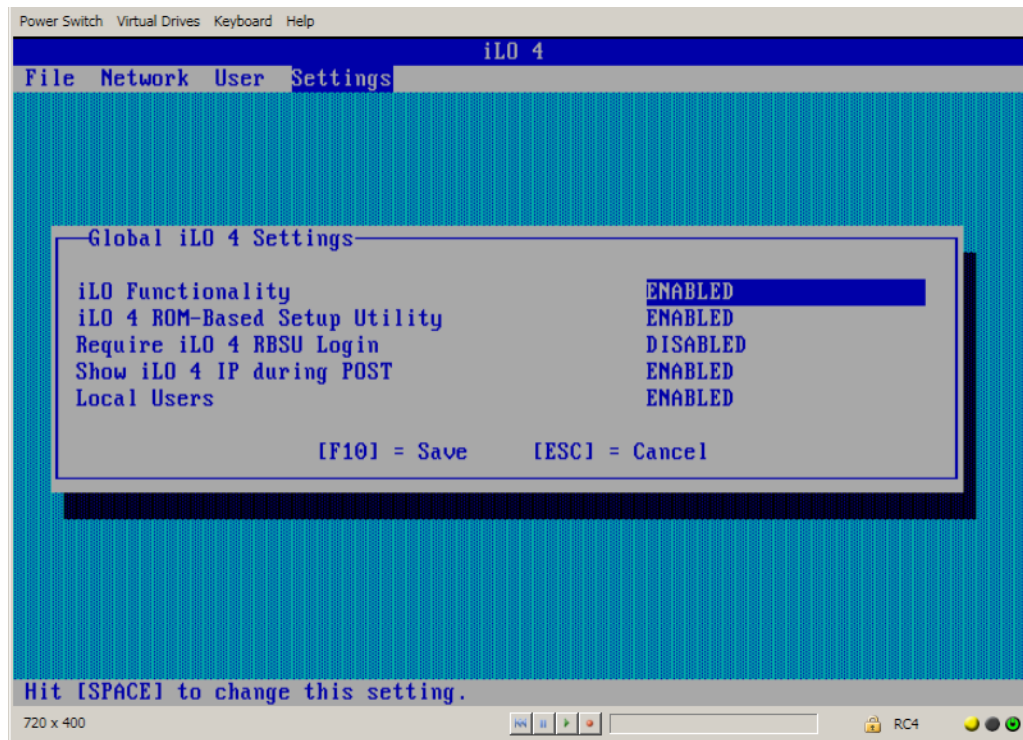 Power Switch Virtual Drives Keyboard Help
iLO 4
File Network User Settings
Global iLO 4 Settings
iLO Functionality ENABLED
iLO 4 ROM-Based Setup Utility ENABLED
Require iLO 4 RBSU Login DISABLED
Show iLO 4 IP during POST ENABLED
Local Users ENABLED
[F10] = Save [ESC] = Cancel
Hit [SPACE] to change this setting.
720 x 400 RC4